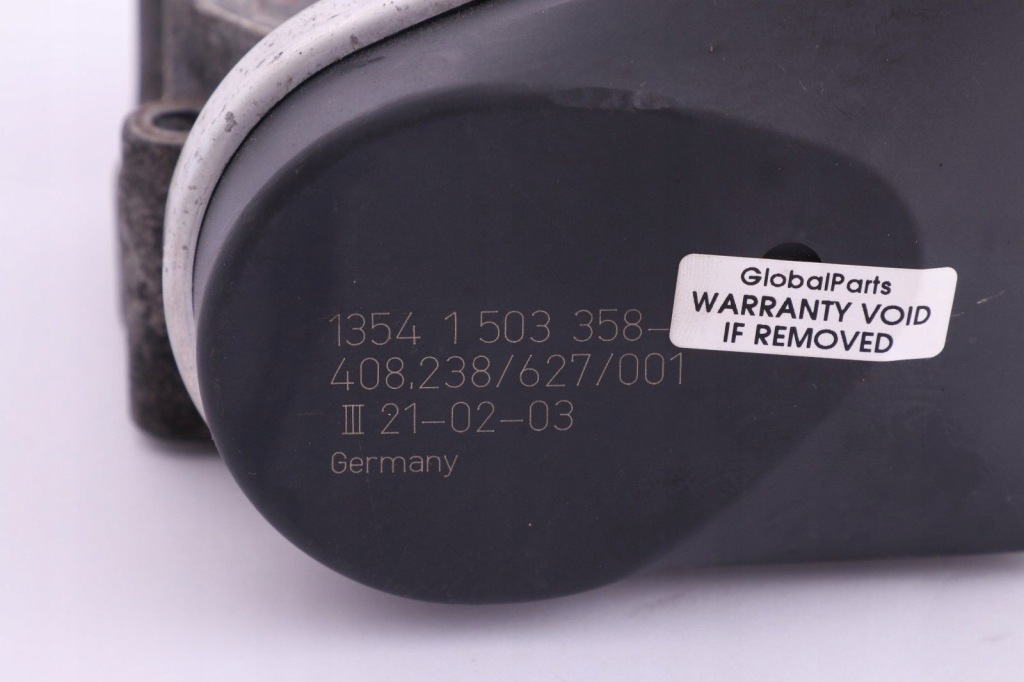 GlobalParts
WARRANTY VOID
IF REMOVED
1354 1 503 358-
408.238/627/001
III 21-02-03
Germany